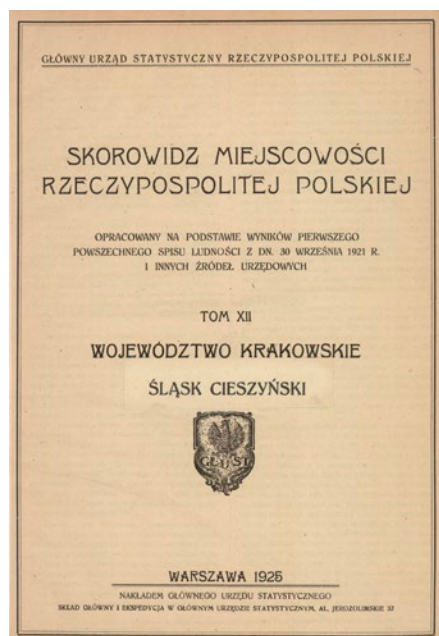 GŁÓWNY URZĄD STATYSTYCZNY RZECZYPOSPOLITEJ POLSKIEJ
SKOROWIDZ MIEJSCOWOŚCI
RZECZYPOSPOLITEJ POLSKIEJ
OPRACOWANY NA PODSTAWIE WYNIKÓW PIERWSZEGO
POWSZECHNEGO SPISU LUDNOŚCI Z DN. 30 WRZEŚNIA 1921 R.
I INNYCH ŹRÓDEŁ URZĘDOWYCH
TOM XII
WOJEWÓDZTWO KRAKOWSKIE
ŚLĄSK CIESZYŃSKI
GŁ.U.ST.
WARSZAWA 1925
NAKŁADEM GŁÓWNEGO URZĘDU STATYSTYCZNEGO
SKŁAD GŁÓWNY I EKSPEDYCJA W GŁÓWNYM URZĘDZIE STATYSTYCZNYM, AL. JEROZOLIMSKIE 32